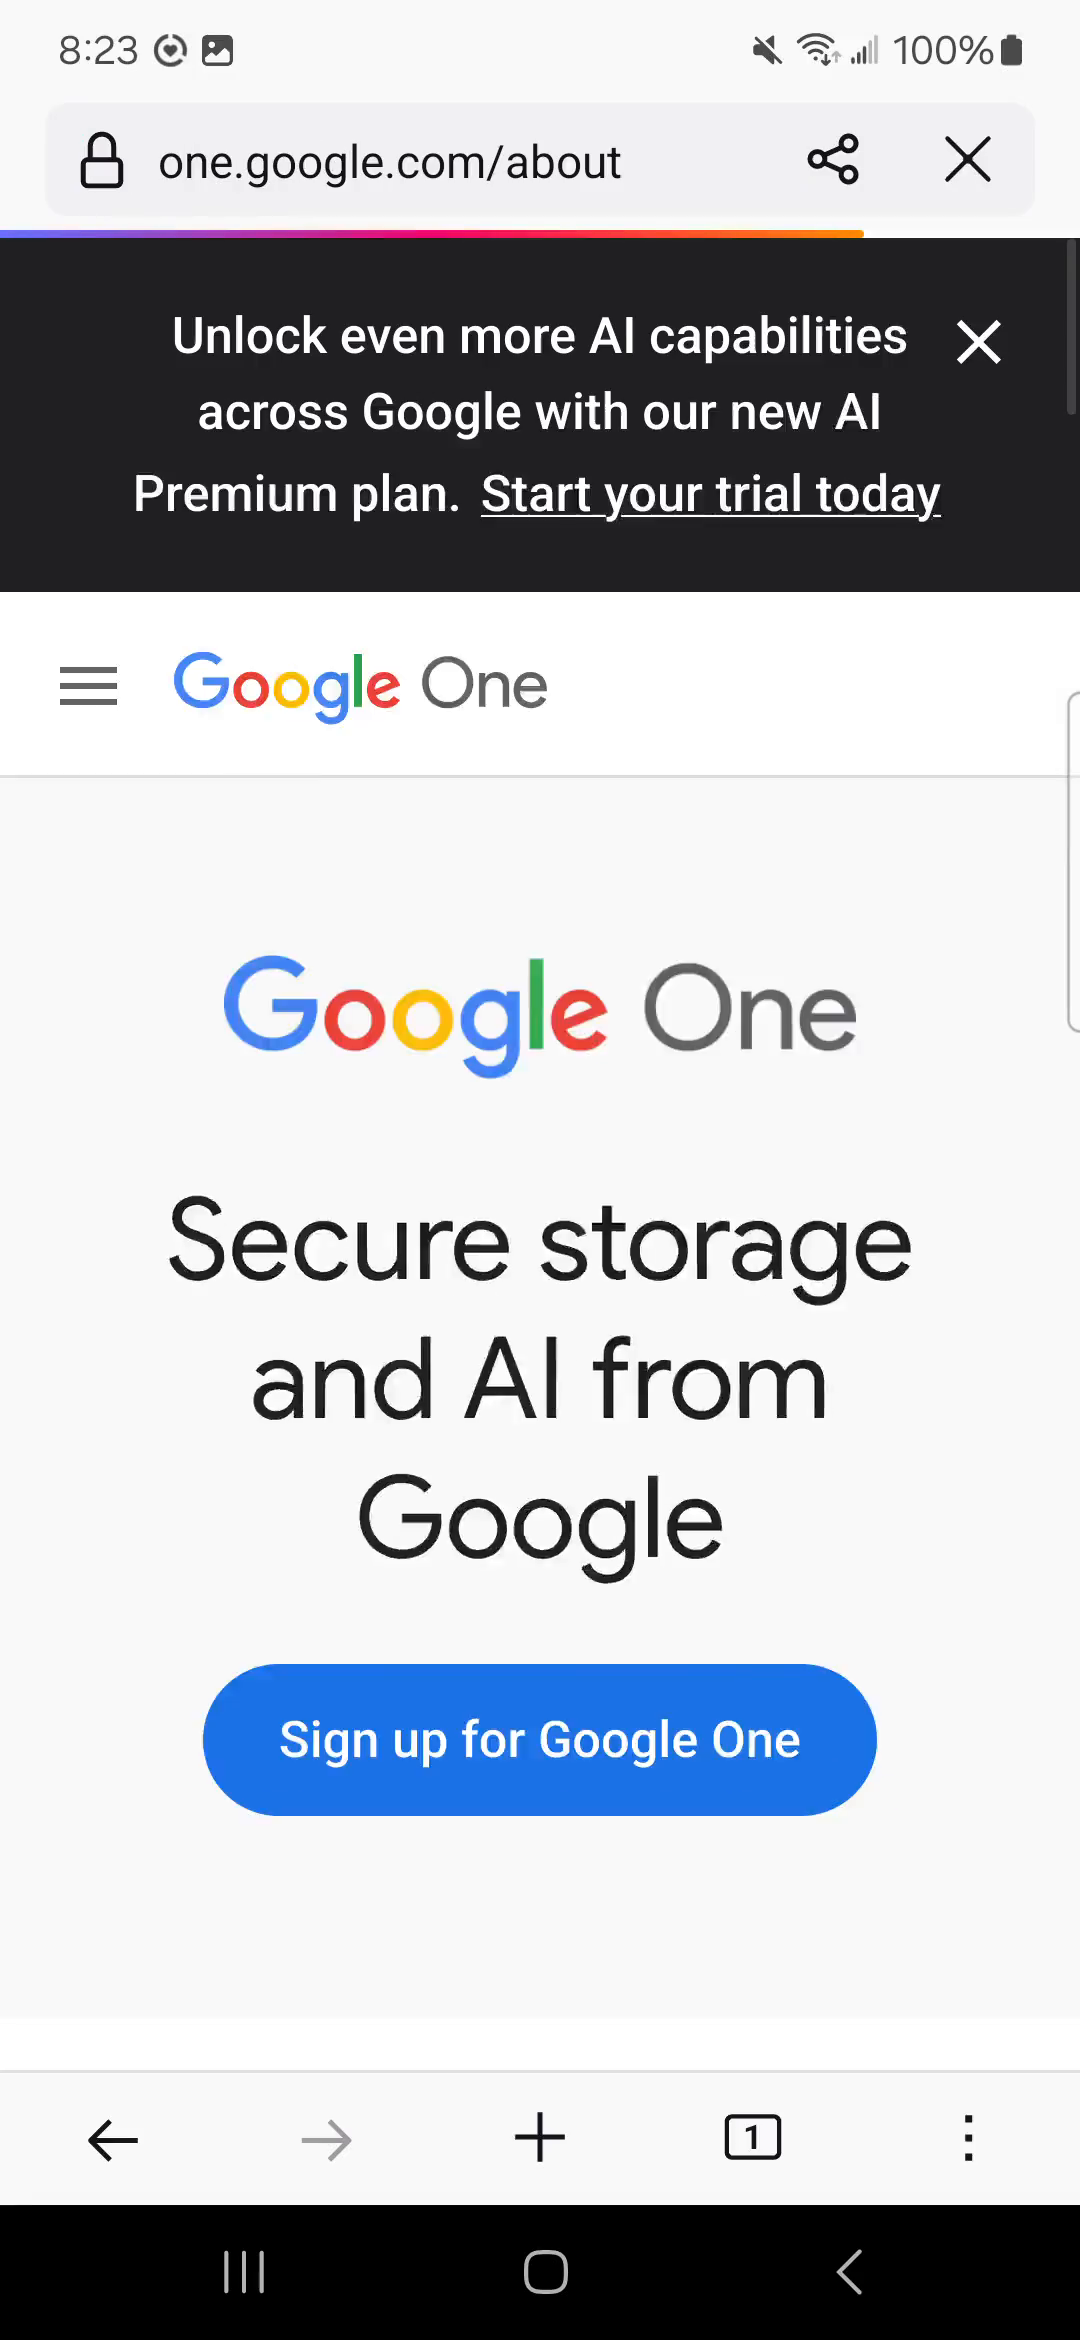 8:23
100%
one.google.com/about
Unlock even more AI capabilities
across Google with our new AI
Premium plan. Start your trial today
Google One
Google One
Secure storage
and AI from
Google
Sign up for Google One
1